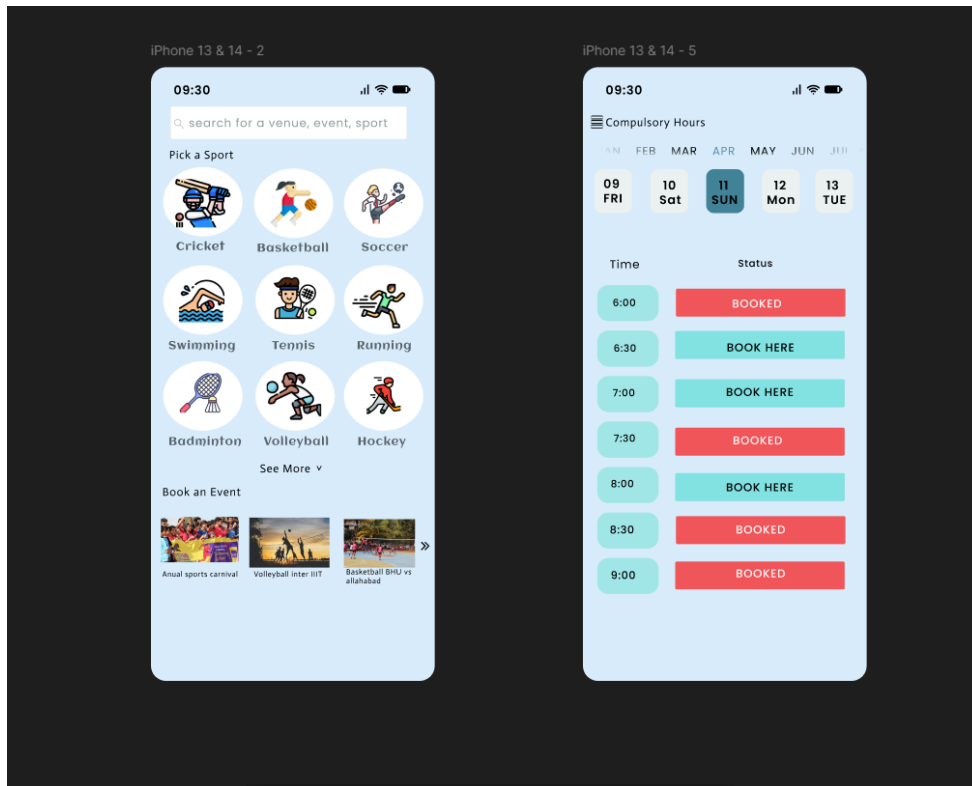 iPhone 13 & 14 - 2
09:30
search for a venue, event, sport
Pick a Sport
Cricket Basketball Soccer
Swimming Tennis Running
Badminton Volleyball Hockey
See More ˅
Book an Event
Anual sports carnival
Volleyball inter IIIT
Basketball BHU vs
allahabad
»
iPhone 13 & 14 - 5
09:30
Compulsory Hours
JAN FEB MAR APR MAY JUN JUL
09 10 11 12 13
FRI Sat SUN Mon TUE
Time Status
6:00 BOOKED
6:30 BOOK HERE
7:00 BOOK HERE
7:30 BOOKED
8:00 BOOK HERE
8:30 BOOKED
9:00 BOOKED